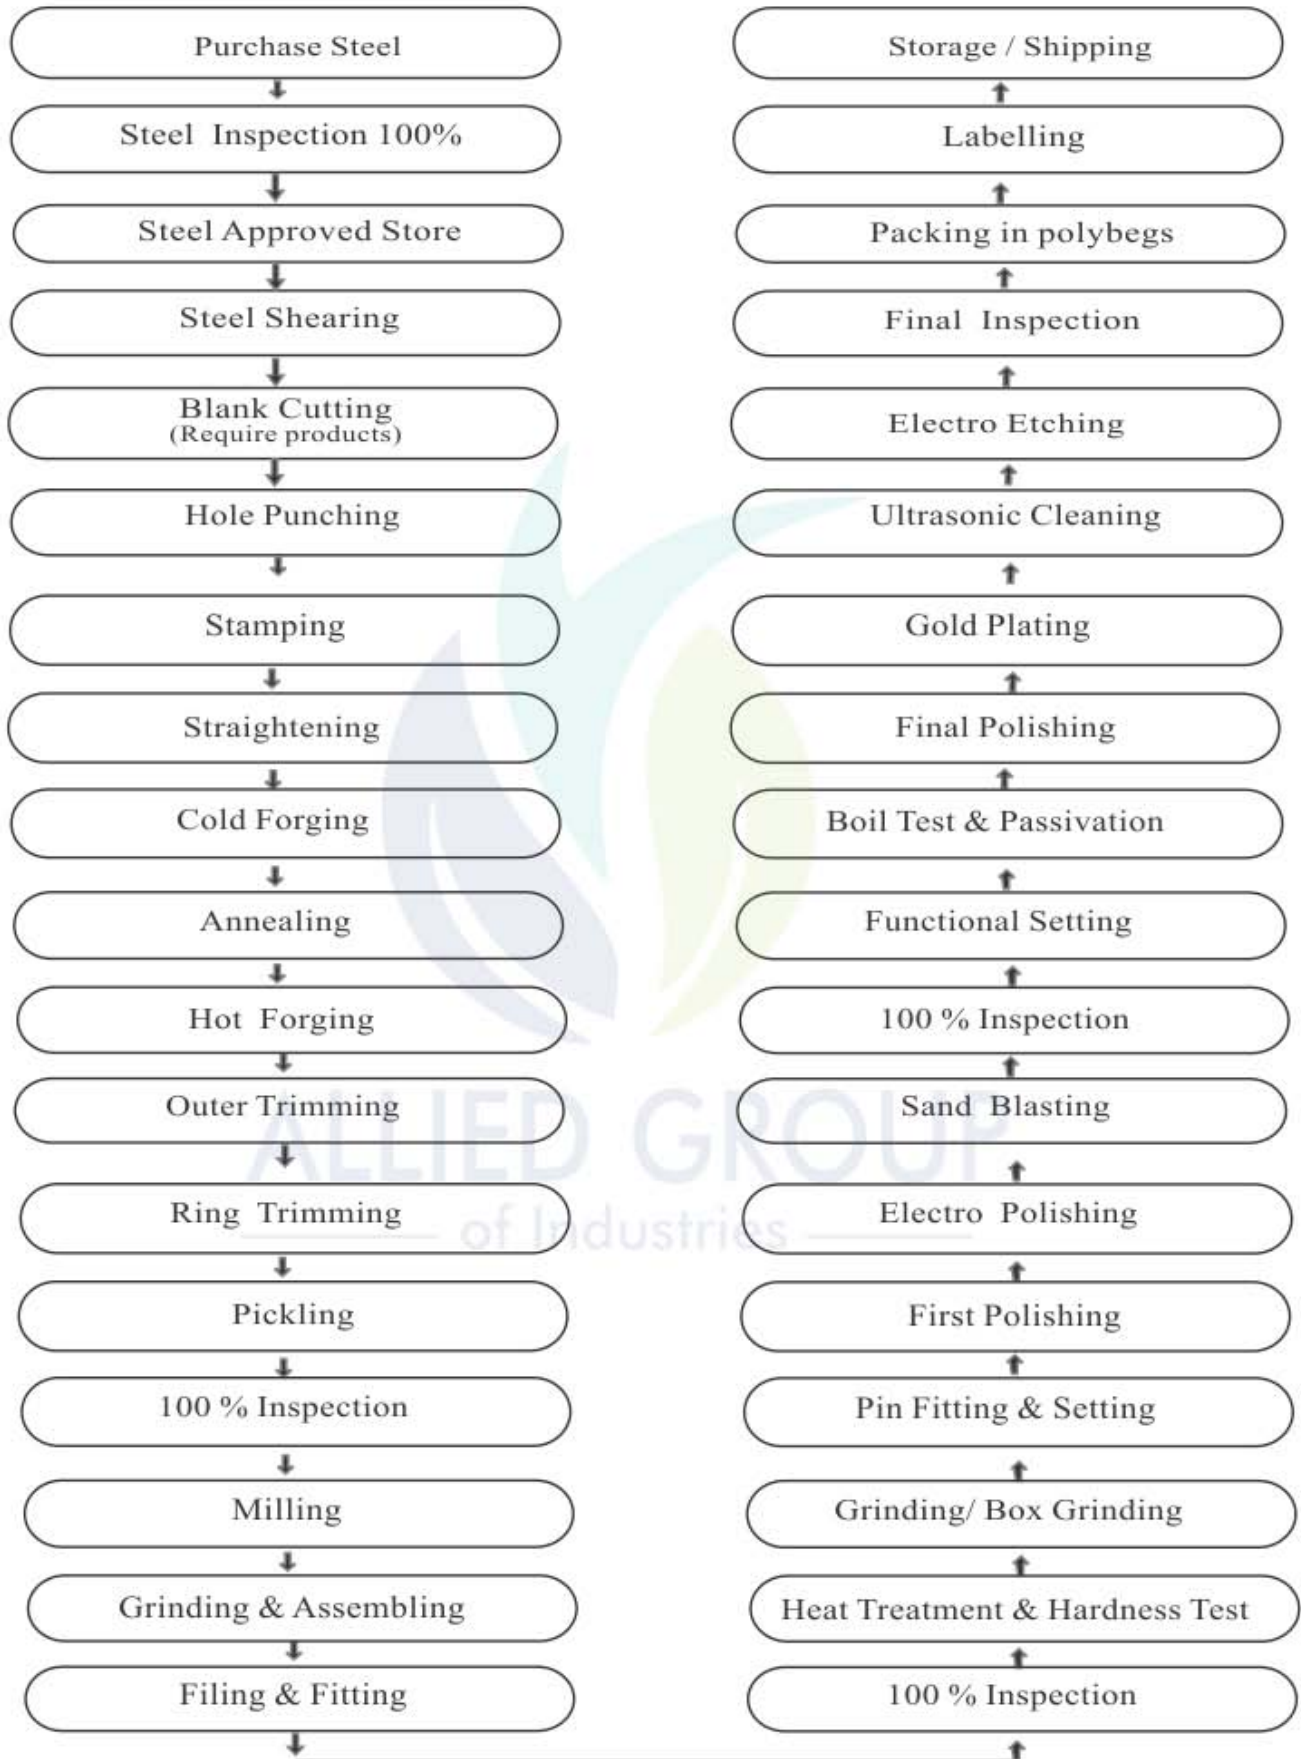 Purchase Steel
Steel Inspection 100%
Steel Approved Store
Steel Shearing
Blank Cutting
(Require products)
Hole Punching
Stamping
Straightening
Cold Forging
Annealing
Hot Forging
Outer Trimming
Ring Trimming
Pickling
100 % Inspection
Milling
Grinding & Assembling
Filing & Fitting
100 % Inspection
Heat Treatment & Hardness Test
Grinding/ Box Grinding
Pin Fitting & Setting
First Polishing
Electro Polishing
Sand Blasting
100 % Inspection
Functional Setting
Boil Test & Passivation
Final Polishing
Gold Plating
Ultrasonic Cleaning
Electro Etching
Final Inspection
Packing in polybegs
Labelling
Storage / Shipping
ALLIED GROUP
of Industries